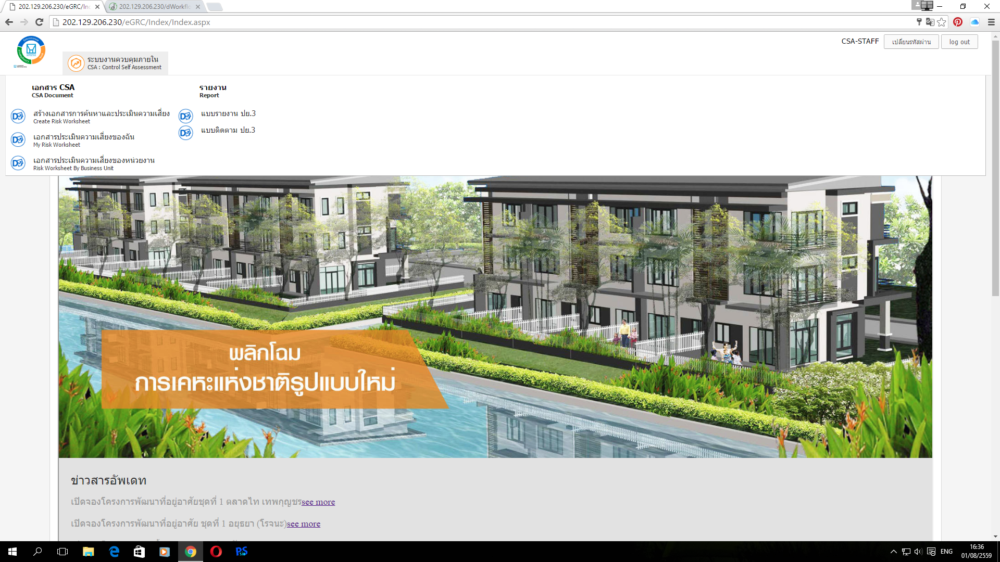 202.129.206.230/eGRC/In
202.129.206.230/dWorkfl
202.129.206.230/eGRC/Index/Index.aspx
Governance
CSA-STAFF
เปลี่ยนรหัสผ่าน
log out
ระบบงานควบคุมภายใน
CSA : Control Self Assessment
เอกสาร CSA
CSA Document
สร้างเอกสารการค้นหาและประเมินความเสี่ยง
Create Risk Worksheet
เอกสารประเมินความเสี่ยงของฉัน
My Risk Worksheet
เอกสารประเมินความเสี่ยงของหน่วยงาน
Risk Worksheet By Business Unit
รายงาน
Report
แบบรายงาน ปย.3
แบบติดตาม ปย.3
พลิกโฉม
การเคหะแห่งชาติรูปแบบใหม่
ข่าวสารอัพเดท
เปิดจองโครงการพัฒนาที่อยู่อาศัยชุดที่ 1 ตลาดไท เทพกุญชรsee more
เปิดจองโครงการพัฒนาที่อยู่อาศัย ชุดที่ 1 อยุธยา (โรจนะ)see more
ENG
16:36
01/08/2559